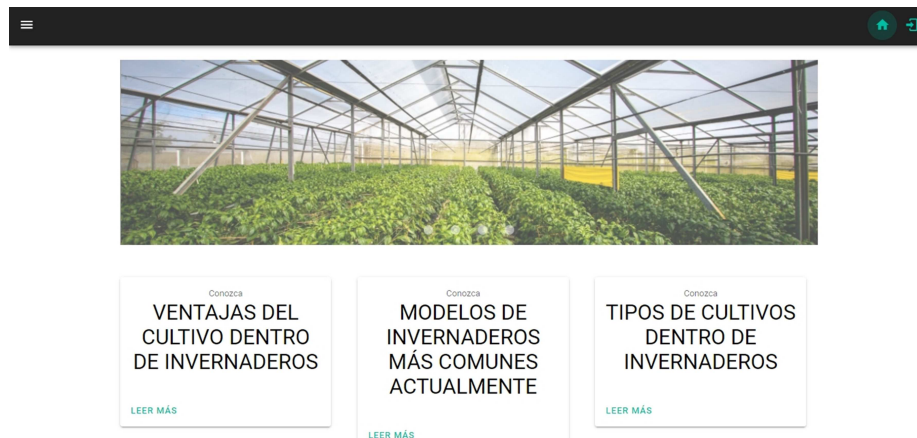 Conozca
VENTAJAS DEL
CULTIVO DENTRO
DE INVERNADEROS
LEER MÁS
Conozca
MODELOS DE
INVERNADEROS
MÁS COMUNES
ACTUALMENTE
LEER MÁS
Conozca
TIPOS DE CULTIVOS
DENTRO DE
INVERNADEROS
LEER MÁS